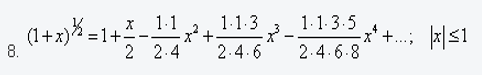 8. (1+x)^½ = 1 + x/2 − (1·1)/(2·4) x² + (1·1·3)/(2·4·6) x³ − (1·1·3·5)/(2·4·6·8) x⁴ + ...; |x| ≤ 1